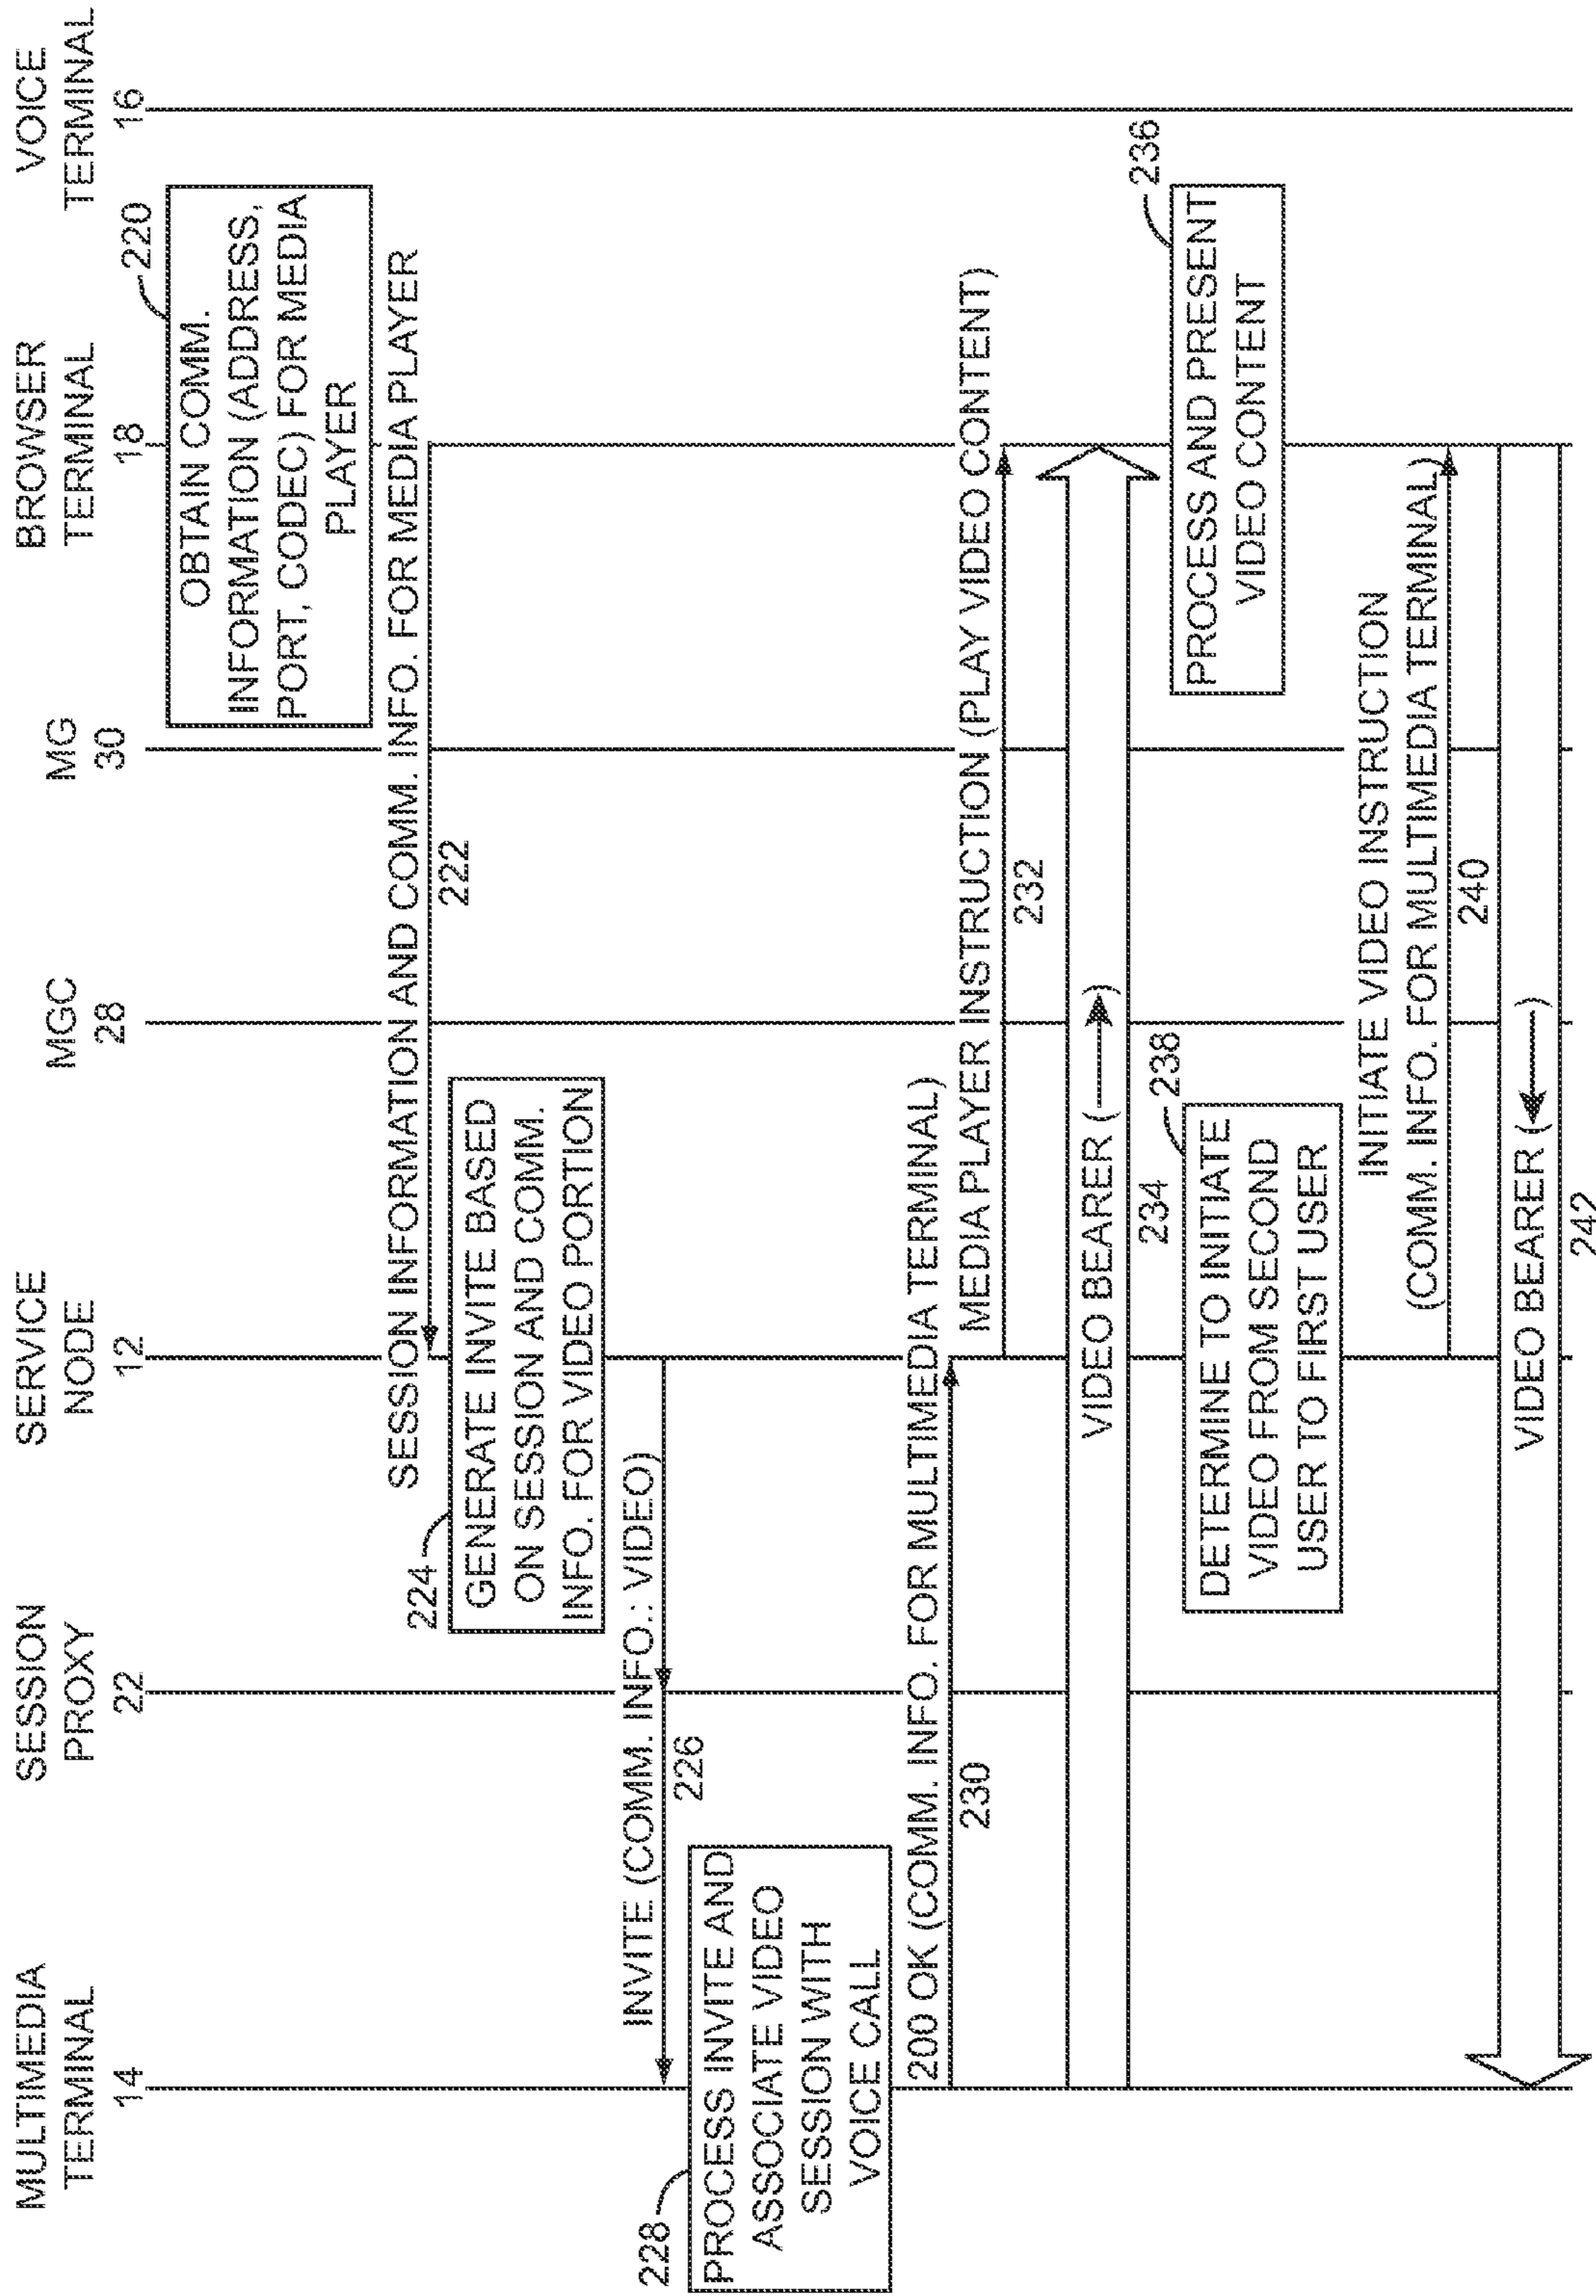 MULTIMEDIA
TERMINAL
14
SESSION
PROXY
22
SERVICE
NODE
12
MGC
28
MG
30
BROWSER
TERMINAL
18
VOICE
TERMINAL
16
220
OBTAIN COMM.
INFORMATION (ADDRESS,
PORT, CODEC) FOR MEDIA
PLAYER
SESSION INFORMATION AND COMM. INFO. FOR MEDIA PLAYER
222
224
GENERATE INVITE BASED
ON SESSION AND COMM.
INFO. FOR VIDEO PORTION
INVITE (COMM. INFO.: VIDEO)
226
228
PROCESS INVITE AND
ASSOCIATE VIDEO
SESSION WITH
VOICE CALL
200 OK (COMM. INFO. FOR MULTIMEDIA TERMINAL)
230
MEDIA PLAYER INSTRUCTION (PLAY VIDEO CONTENT)
232
VIDEO BEARER ( )
234
236
PROCESS AND PRESENT
VIDEO CONTENT
238
DETERMINE TO INITIATE
VIDEO FROM SECOND
USER TO FIRST USER
INITIATE VIDEO INSTRUCTION
(COMM. INFO. FOR MULTIMEDIA TERMINAL)
240
VIDEO BEARER ( )
242